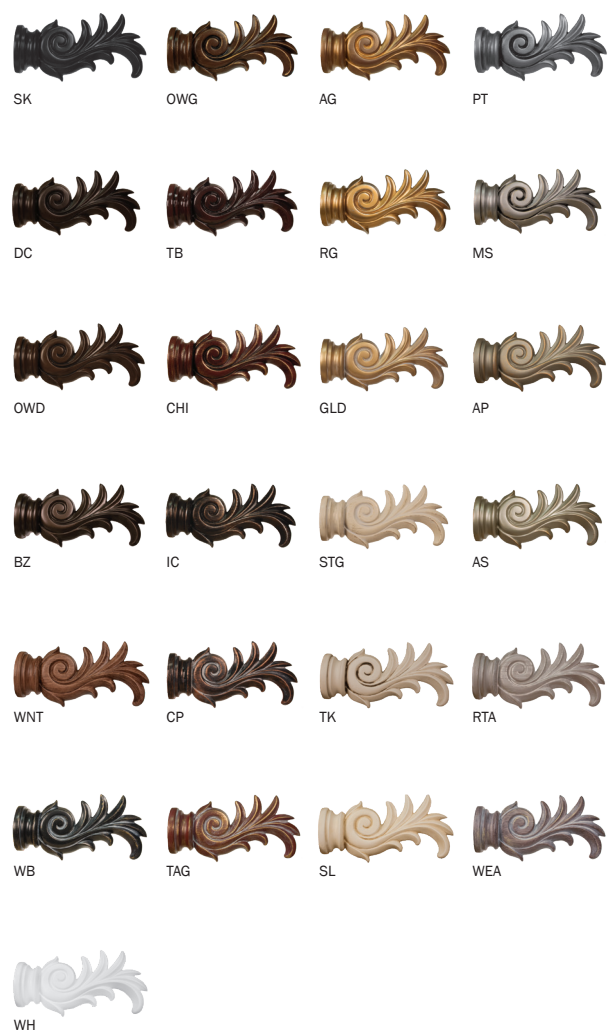 SK OWG AG PT
DC TB RG MS
OWD CHI GLD AP
BZ IC STG AS
WNT CP TK RTA
WB TAG SL WEA
WH